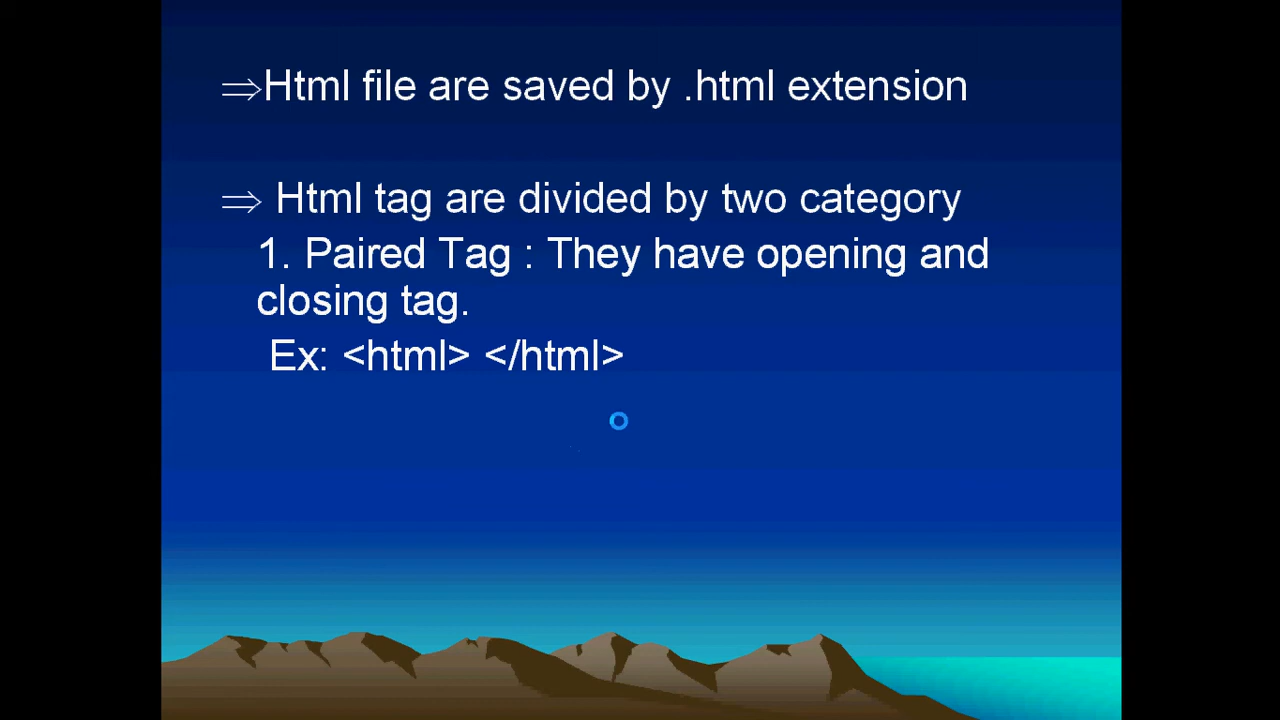 ⇒Html file are saved by .html extension
⇒ Html tag are divided by two category
1. Paired Tag : They have opening and
closing tag.
Ex: <html> </html>